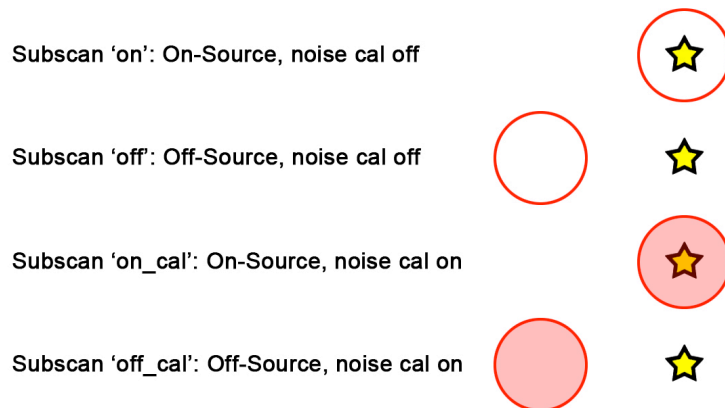 Subscan ‘on’: On-Source, noise cal off
Subscan ‘off’: Off-Source, noise cal off
Subscan ‘on_cal’: On-Source, noise cal on
Subscan ‘off_cal’: Off-Source, noise cal on